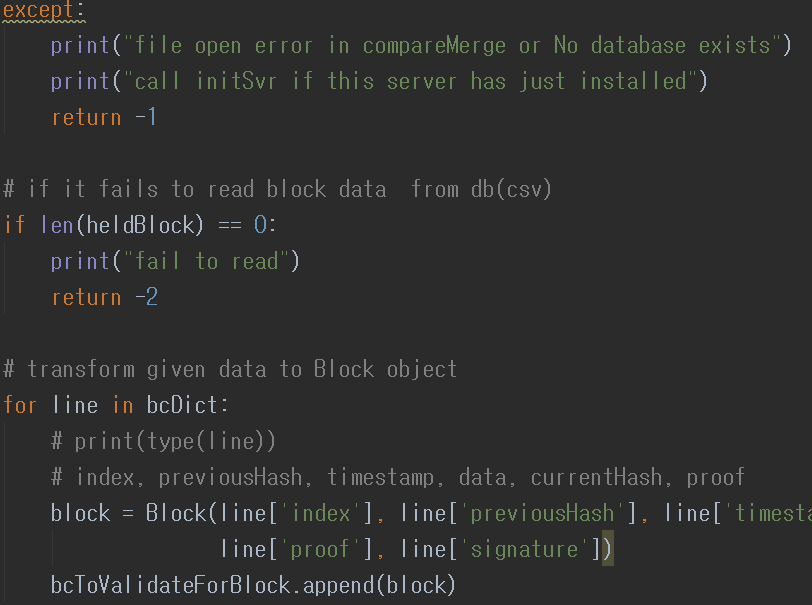 except:
    print("file open error in compareMerge or No database exists")
    print("call initSvr if this server has just installed")
    return -1
# if it fails to read block data  from db(csv)
if len(heldBlock) == 0:
    print("fail to read")
    return -2
# transform given data to Block object
for line in bcDict:
    # print(type(line))
    # index, previousHash, timestamp, data, currentHash, proof
    block = Block(line['index'], line['previousHash'], line['timesta
                  line['proof'], line['signature'])
    bcToValidateForBlock.append(block)